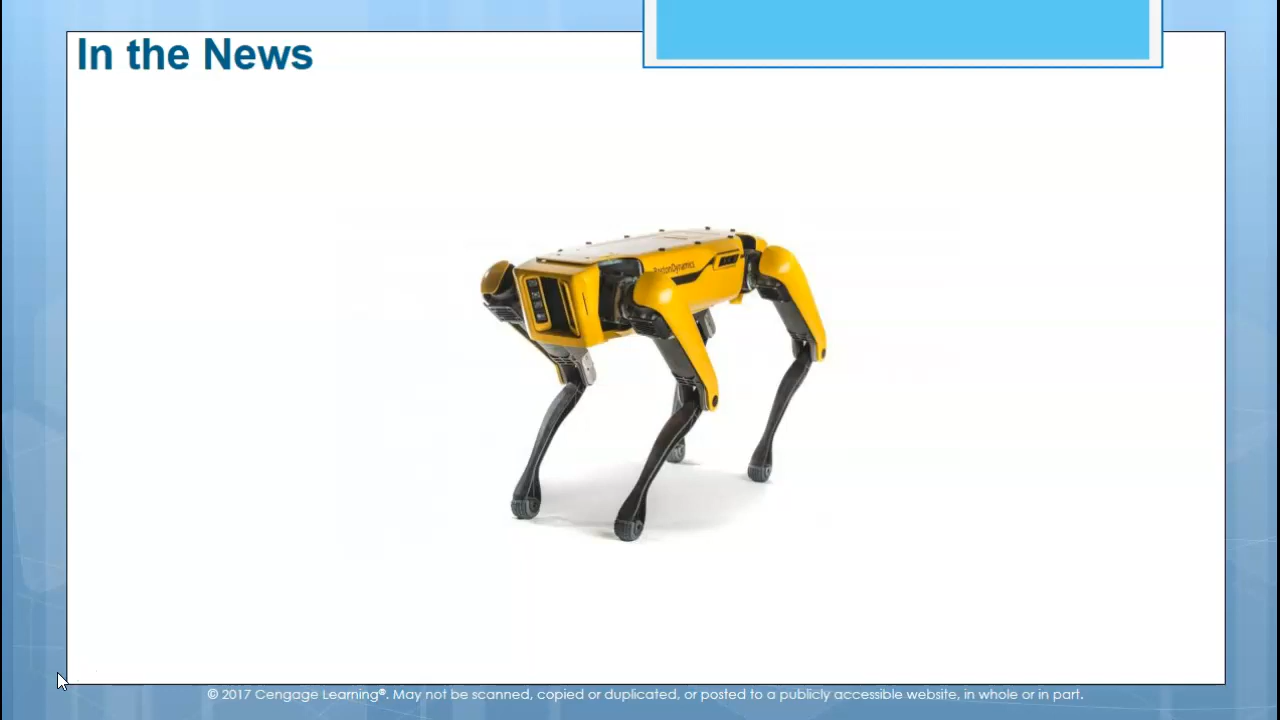 In the News
BostonDynamics
© 2017 Cengage Learning®. May not be scanned, copied or duplicated, or posted to a publicly accessible website, in whole or in part.